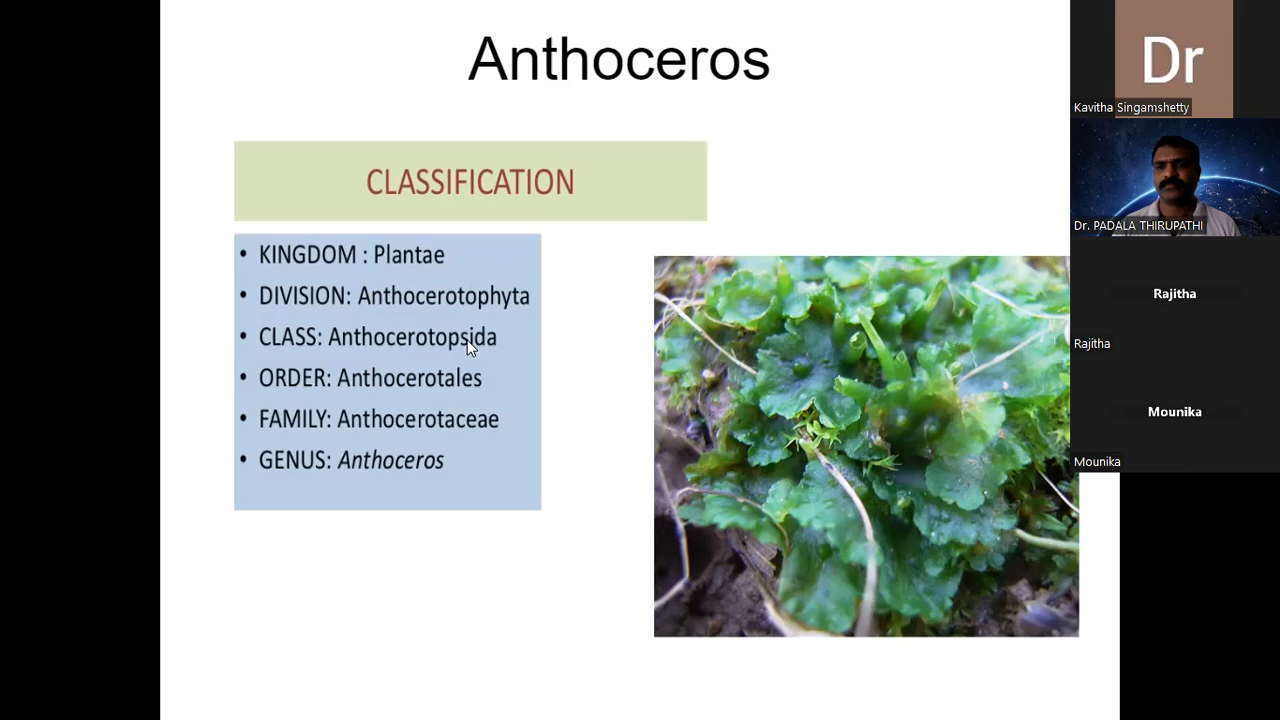 Anthoceros
CLASSIFICATION
• KINGDOM : Plantae
• DIVISION: Anthocerotophyta
• CLASS: Anthocerotopsida
• ORDER: Anthocerotales
• FAMILY: Anthocerotaceae
• GENUS: Anthoceros
Dr
Kavitha Singamshetty
Dr. PADALA THIRUPATHI
Rajitha
Rajitha
Mounika
Mounika